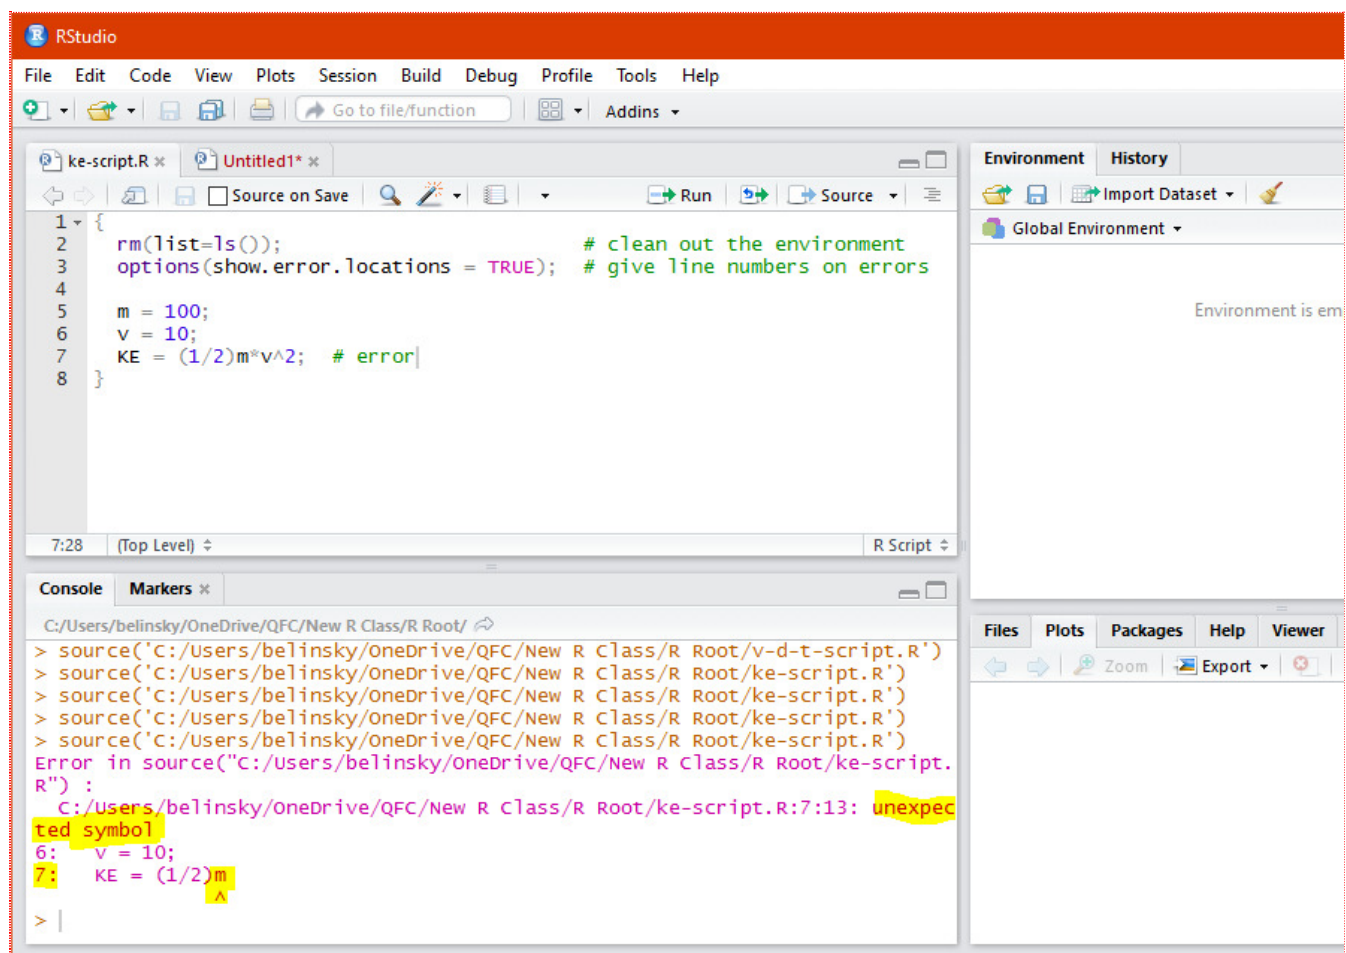 RStudio
File Edit Code View Plots Session Build Debug Profile Tools Help
Go to file/function Addins
ke-script.R Untitled1*
Source on Save Run Source
1 {
2 rm(list=ls()); # clean out the environment
3 options(show.error.locations = TRUE); # give line numbers on errors
4
5 m = 100;
6 v = 10;
7 KE = (1/2)m*v^2; # error
8 }
7:28 (Top Level) R Script
Console Markers
C:/Users/belinsky/OneDrive/QFC/New R Class/R Root/
> source('C:/Users/belinsky/OneDrive/QFC/New R Class/R Root/v-d-t-script.R')
> source('C:/Users/belinsky/OneDrive/QFC/New R Class/R Root/ke-script.R')
> source('C:/Users/belinsky/OneDrive/QFC/New R Class/R Root/ke-script.R')
> source('C:/Users/belinsky/OneDrive/QFC/New R Class/R Root/ke-script.R')
> source('C:/Users/belinsky/OneDrive/QFC/New R Class/R Root/ke-script.R')
Error in source("C:/Users/belinsky/OneDrive/QFC/New R Class/R Root/ke-script.
R") :
C:/Users/belinsky/OneDrive/QFC/New R Class/R Root/ke-script.R:7:13: unexpec
ted symbol
6: v = 10;
7: KE = (1/2)m
^
>
Environment History
Import Dataset
Global Environment
Environment is em
Files Plots Packages Help Viewer
Zoom Export